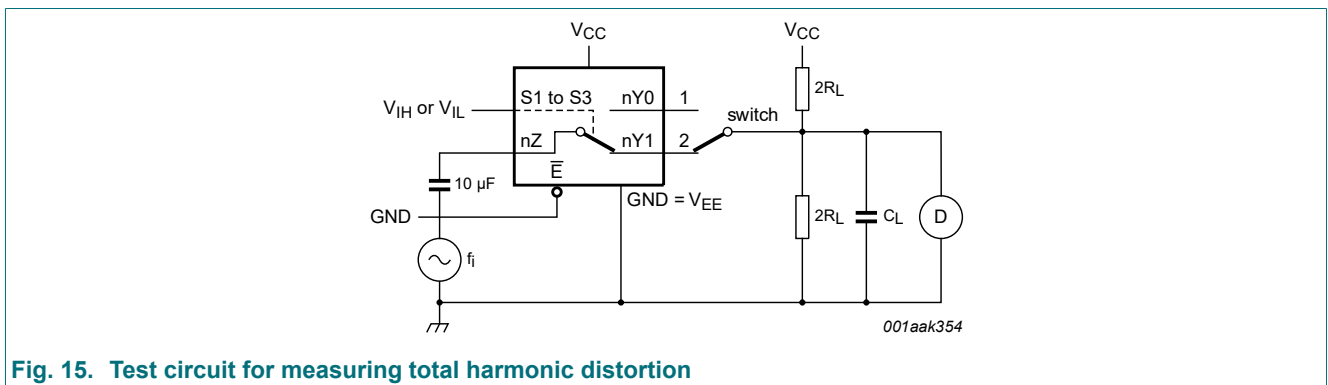 VCC
VCC
S1 to S3
nY0
1
2RL
VIH or VIL
switch
nZ
nY1
2
E
10 µF
GND = VEE
GND
2RL
CL
D
fi
001aak354
Fig. 15. Test circuit for measuring total harmonic distortion